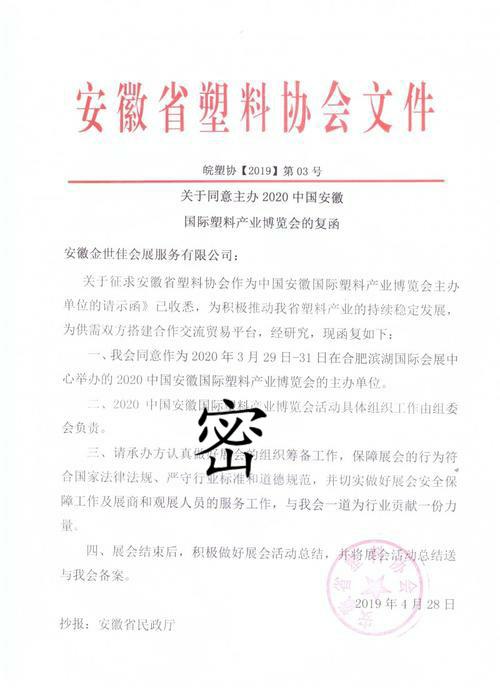 安徽省塑料协会文件
皖塑协【2019】第 03 号
关于同意主办 2020 中国安徽
国际塑料产业博览会的复函
安徽金世佳会展服务有限公司：
关于征求安徽省塑料协会作为中国安徽国际塑料产业博览会主办
单位的请示函》已收悉，为积极推动我省塑料产业的持续稳定发展，
为供需双方搭建合作交流贸易平台，经研究，现函复如下：
一、我会同意作为 2020 年 3 月 29 日-31 日在合肥滨湖国际会展中
心举办的 2020 中国安徽国际塑料产业博览会的主办单位。
二、2020 中国安徽国际塑料产业博览会活动具体组织工作由组委
会负责。
密
三、请承办方认真做好展会的组织筹备工作，保障展会的行为符
合国家法律法规、严守行业标准和道德规范，并切实做好展会安全保
障工作及展商和观展人员的服务工作，与我会一道为行业贡献一份力
量。
四、展会结束后，积极做好展会活动总结，并将展会活动总结送
与我会备案。
安徽省塑料协会
2019 年 4 月 28 日
抄报：安徽省民政厅